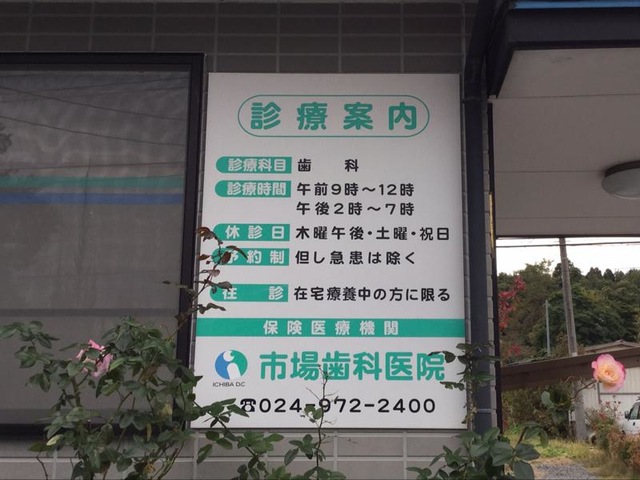 診療案内
診療科目 歯 科
診療時間 午前9時～12時
午後2時～7時
休診日 木曜午後・土曜・祝日
予約制 但し急患は除く
往 診 在宅療養中の方に限る
保険医療機関
市場歯科医院
ICHIBA D.C
☎024-972-2400